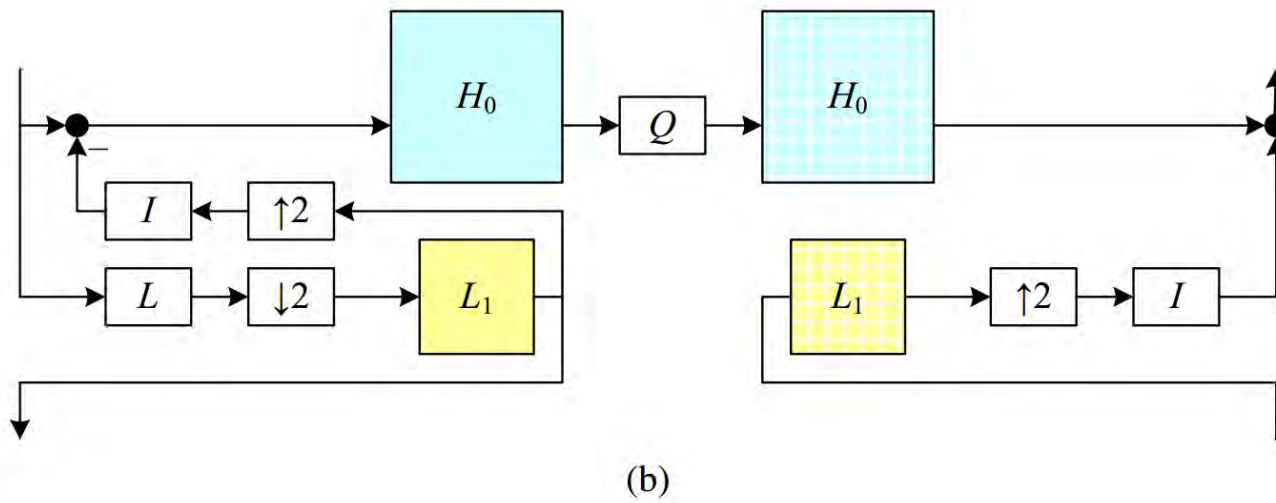 H₀ Q H₀
–
I ↑2
L ↓2 L₁ L₁ ↑2 I
(b)